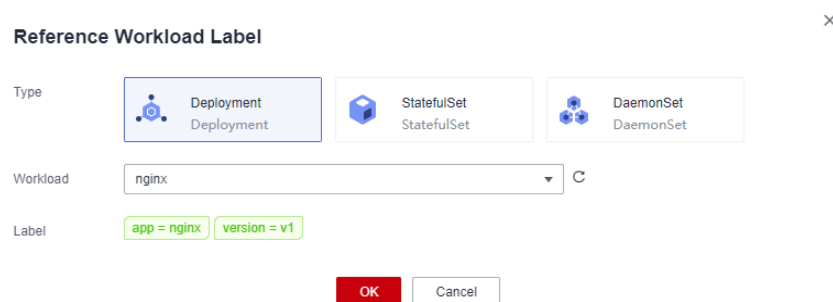 Reference Workload Label
Type
Deployment
Deployment
StatefulSet
StatefulSet
DaemonSet
DaemonSet
Workload
nginx
Label
app = nginx version = v1
OK Cancel